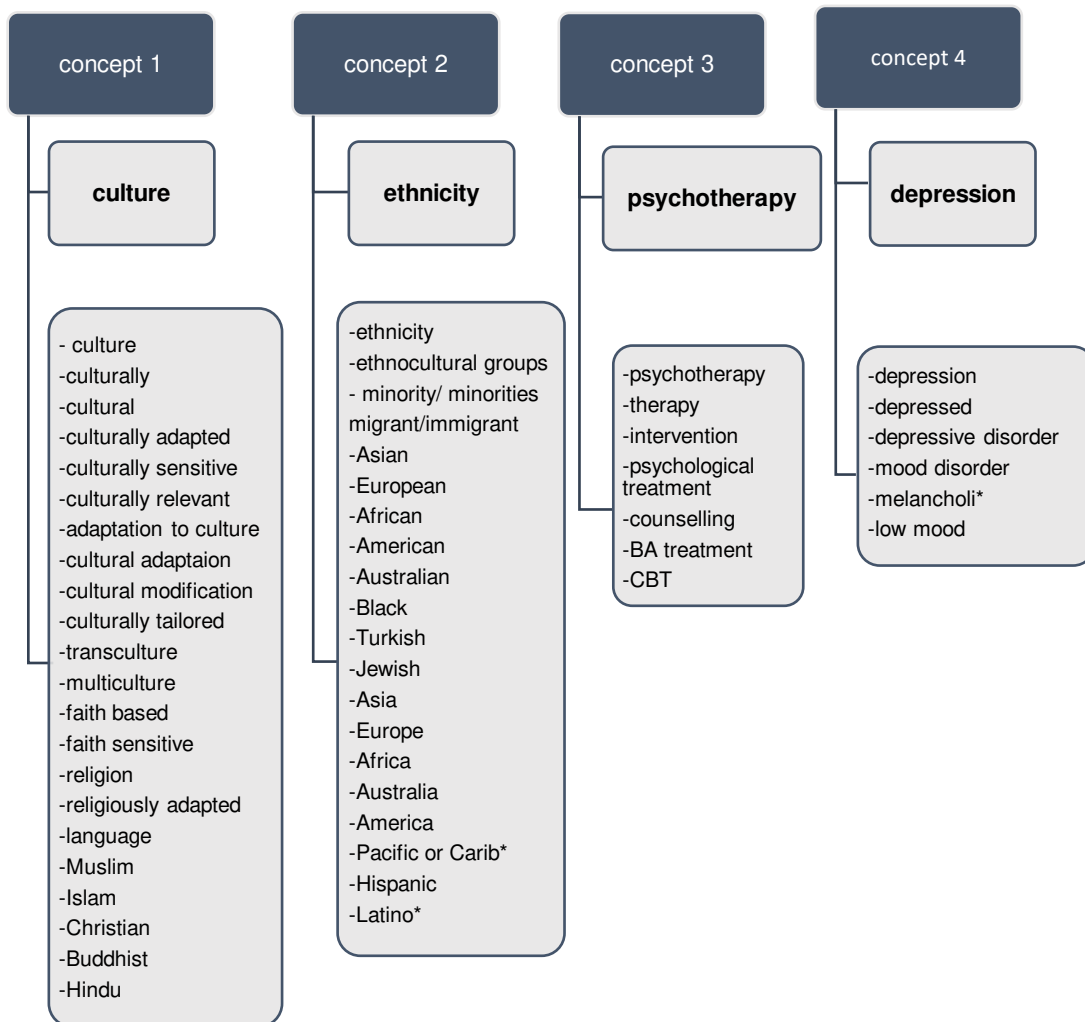 concept 1
culture
- culture
-culturally
-cultural
-culturally adapted
-culturally sensitive
-culturally relevant
-adaptation to culture
-cultural adaptaion
-cultural modification
-culturally tailored
-transculture
-multiculture
-faith based
-faith sensitive
-religion
-religiously adapted
-language
-Muslim
-Islam
-Christian
-Buddhist
-Hindu
concept 2
ethnicity
-ethnicity
-ethnocultural groups
- minority/ minorities
migrant/immigrant
-Asian
-European
-African
-American
-Australian
-Black
-Turkish
-Jewish
-Asia
-Europe
-Africa
-Australia
-America
-Pacific or Carib*
-Hispanic
-Latino*
concept 3
psychotherapy
-psychotherapy
-therapy
-intervention
-psychological
treatment
-counselling
-BA treatment
-CBT
concept 4
depression
-depression
-depressed
-depressive disorder
-mood disorder
-melancholi*
-low mood